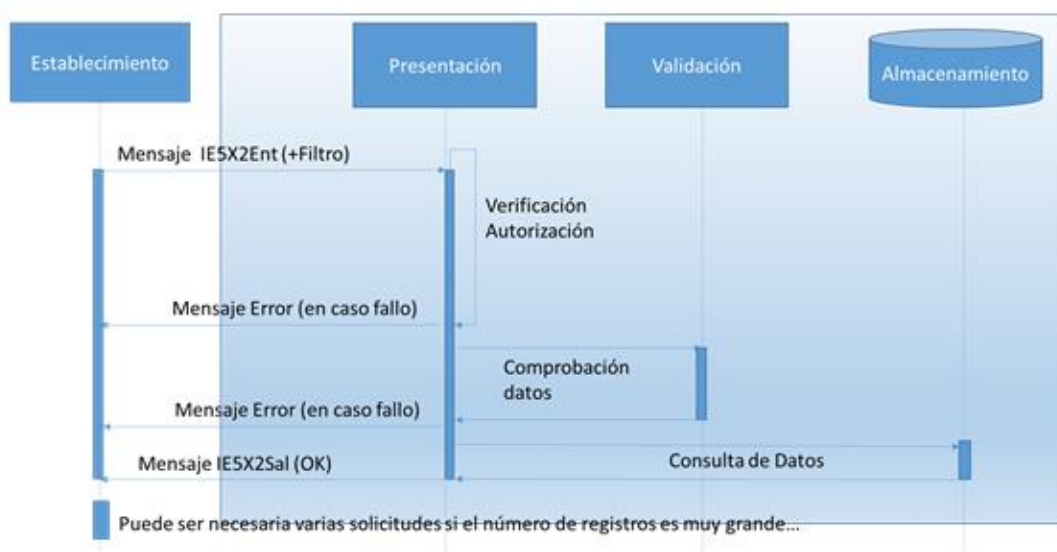 Establecimiento
Presentación
Validación
Almacenamiento
Mensaje IE5X2Ent (+Filtro)
Verificación
Autorización
Mensaje Error (en caso fallo)
Comprobación
datos
Mensaje Error (en caso fallo)
Mensaje IE5X2Sal (OK)
Consulta de Datos
Puede ser necesaria varias solicitudes si el número de registros es muy grande...